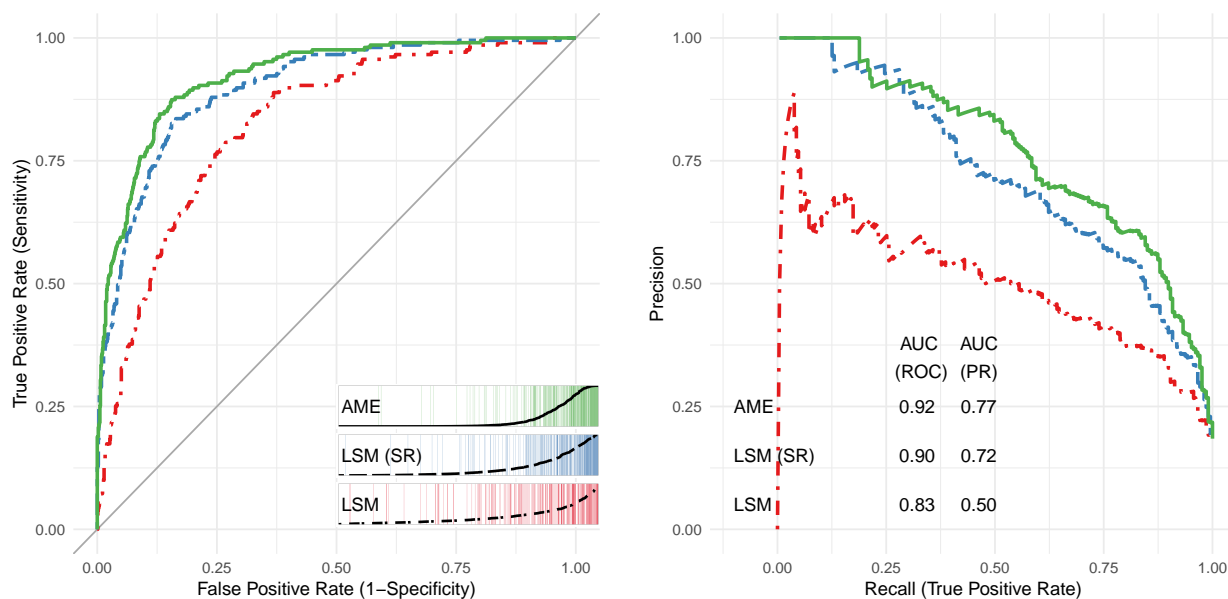 1.00
0.75
0.50
0.25
0.00
True Positive Rate (Sensitivity)
AME
LSM (SR)
LSM
0.00
0.25
0.50
0.75
1.00
False Positive Rate (1−Specificity)
1.00
0.75
0.50
0.25
0.00
Precision
AUC AUC
(ROC) (PR)
AME 0.92 0.77
LSM (SR) 0.90 0.72
LSM 0.83 0.50
0.00
0.25
0.50
0.75
1.00
Recall (True Positive Rate)